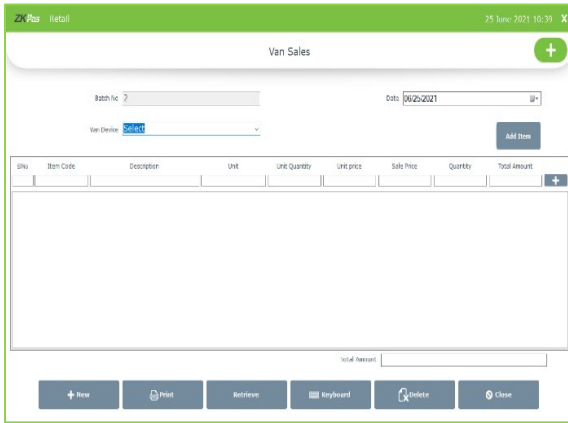 ZKPos Retail 25 June 2021 10:39 X
Van Sales
Batch No 2 Date 06/25/2021
Van Device Select
Add Item
SlNo Item Code Description Unit Unit Quantity Unit price Sale Price Quantity Total Amount
Total Amount
New Print Retrieve Keyboard Delete Close